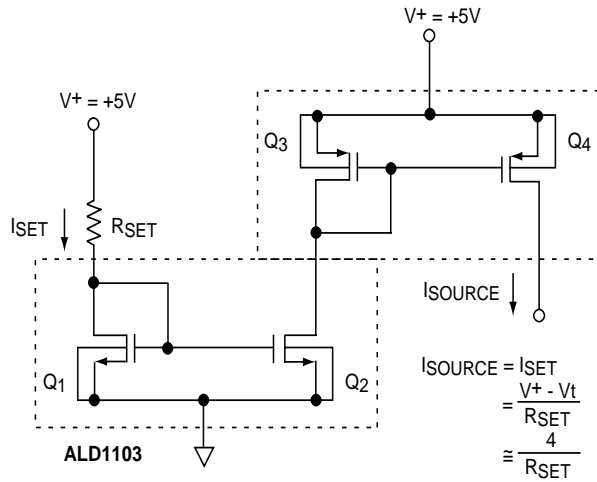 V+ = +5V
V+ = +5V
Q3
Q4
ISET
RSET
ISOURCE
Q1
Q2
ISOURCE = ISET
= V+ - Vt
RSET
≅ 4
RSET
ALD1103